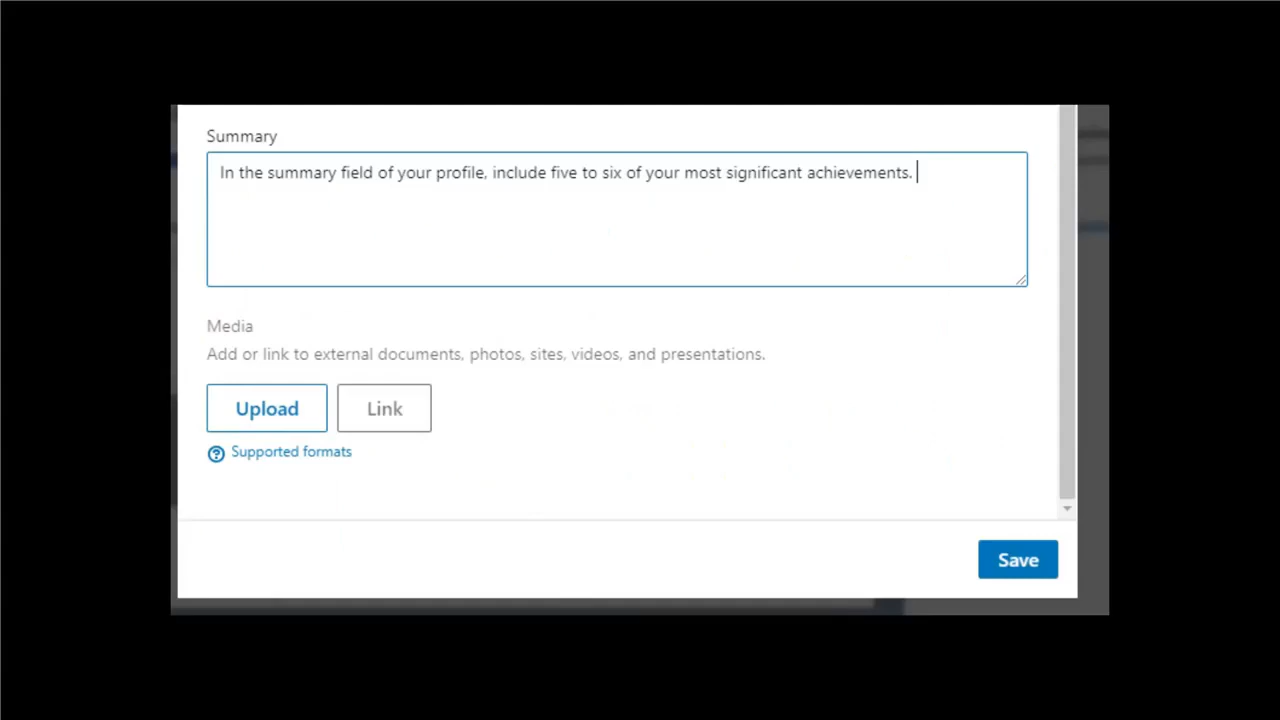 Summary
In the summary field of your profile, include five to six of your most significant achievements.
Media
Add or link to external documents, photos, sites, videos, and presentations.
Upload Link
Supported formats
Save